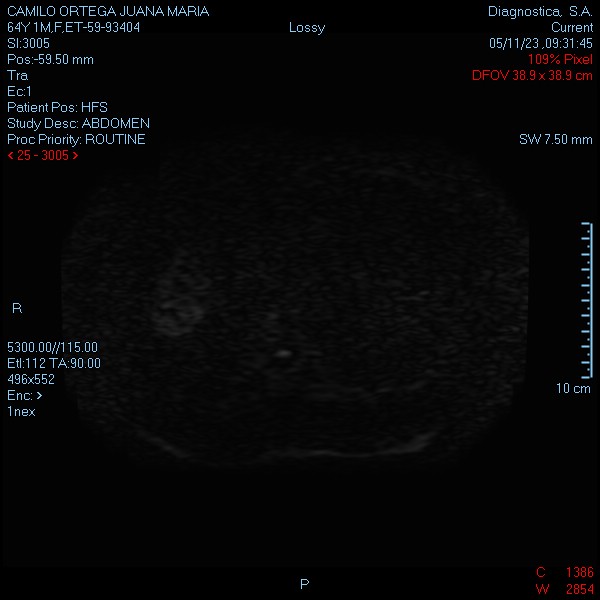 CAMILO ORTEGA JUANA MARIA
64Y 1M,F,ET-59-93404
SI:3005
Pos:-59.50 mm
Tra
Ec:1
Patient Pos: HFS
Study Desc: ABDOMEN
Proc Priority: ROUTINE
< 25 - 3005 >
Lossy
Diagnostica, S.A.
Current
05/11/23 ,09:31:45
109% Pixel
DFOV 38.9 x 38.9 cm
SW 7.50 mm
R
5300.00//115.00
Etl:112 TA:90.00
496x552
Enc: >
1nex
10 cm
P
C 1386
W 2854